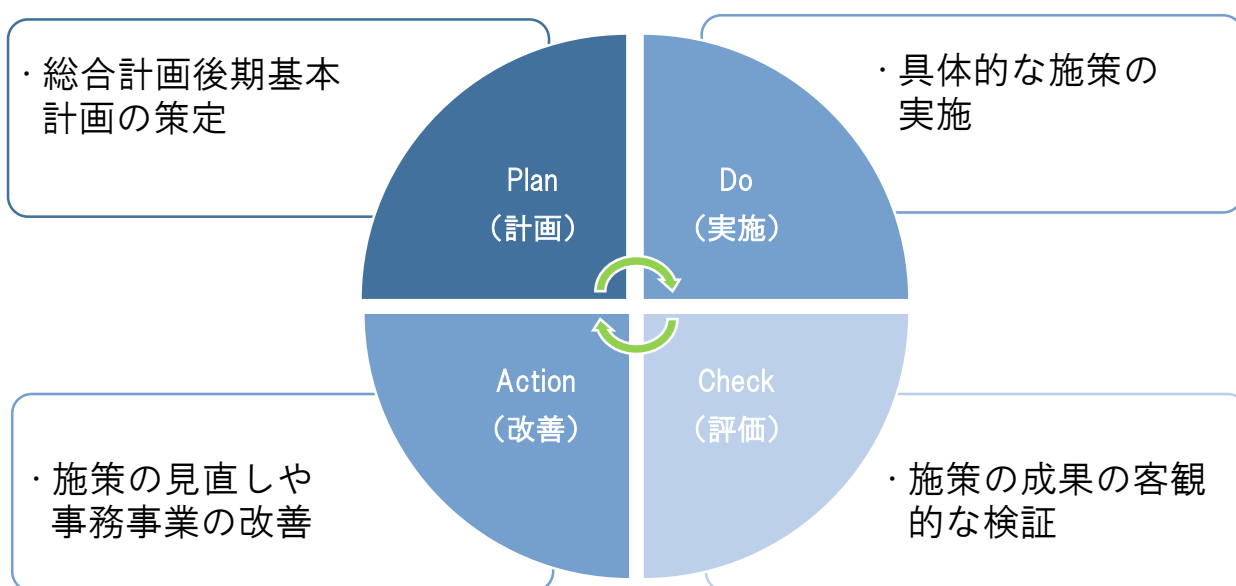 ・総合計画後期基本
計画の策定
・具体的な施策の
実施
Plan
（計画）
Do
（実施）
Action
（改善）
Check
（評価）
・施策の見直しや
事務事業の改善
・施策の成果の客観
的な検証